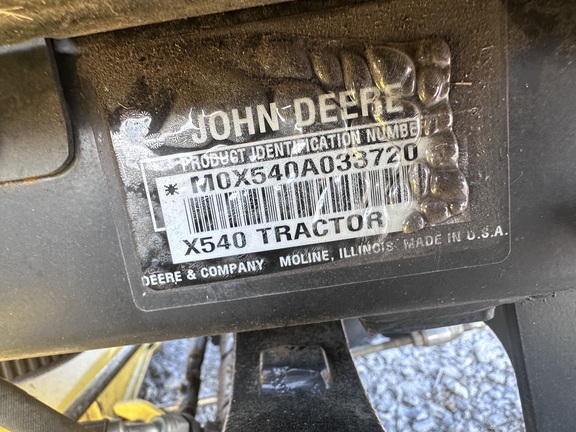 JOHN DEERE
PRODUCT IDENTIFICATION NUMBER
* M0X540A033720
X540 TRACTOR
DEERE & COMPANY MOLINE, ILLINOIS MADE IN U.S.A.